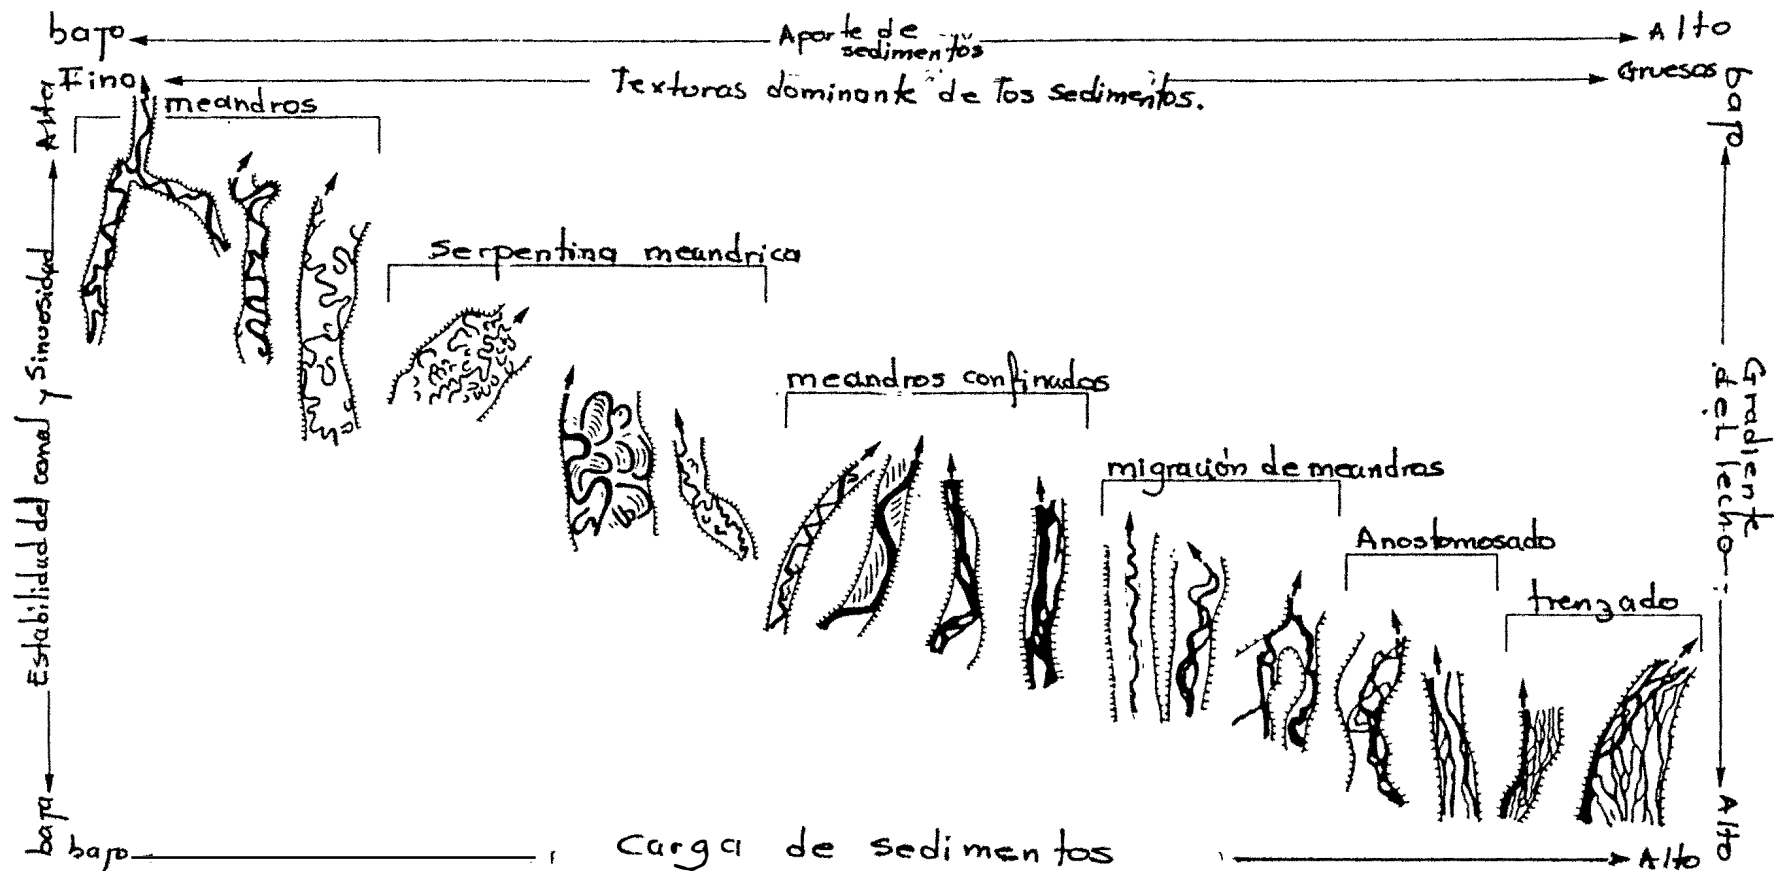 bajo
Aporte de
sedimentos
Alto
Fino
Texturas dominante de los sedimentos.
Gruesos
meandros
Serpentina meandrica
meandros confinados
migración de meandros
Anostomosado
trenzado
Alta
Estabilidad del canal y Sinuosidad
baja
bajo
Gradiente
del lecho
Alto
bajo
Carga de sedimentos
Alto